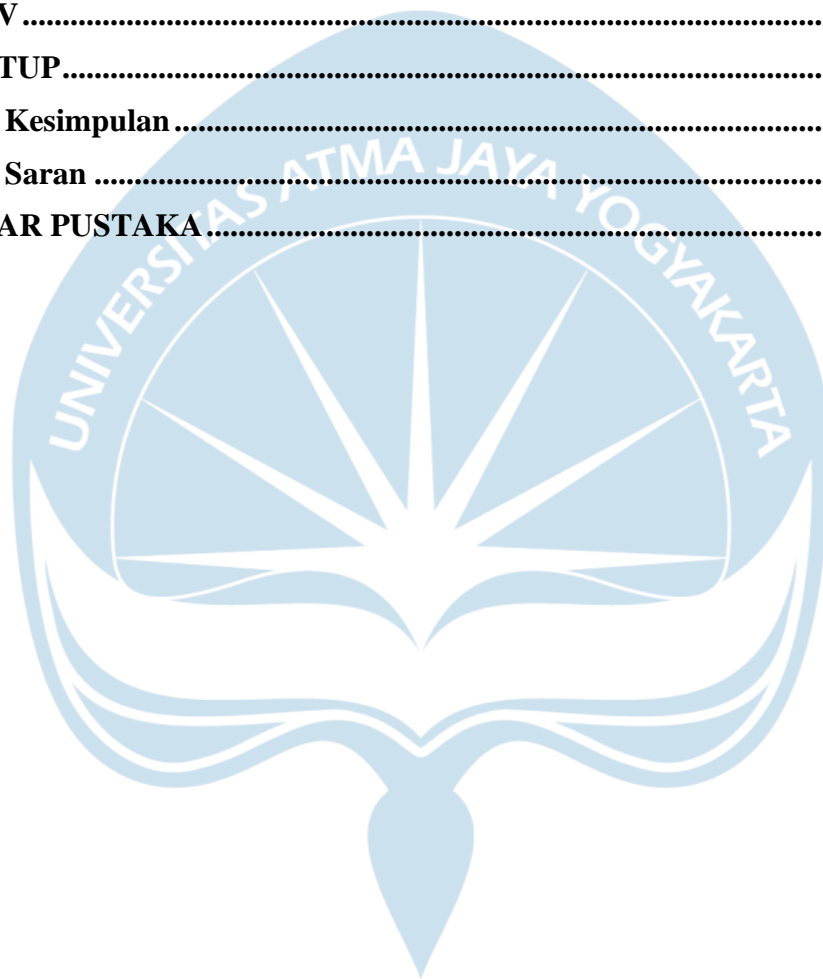 V........................................................................................................
TUP...................................................................................................
Kesimpulan.....................................................................................
Saran ...............................................................................................
AR PUSTAKA.................................................................................
UNIVERSITAS ATMA JAYA YOGYAKARTA